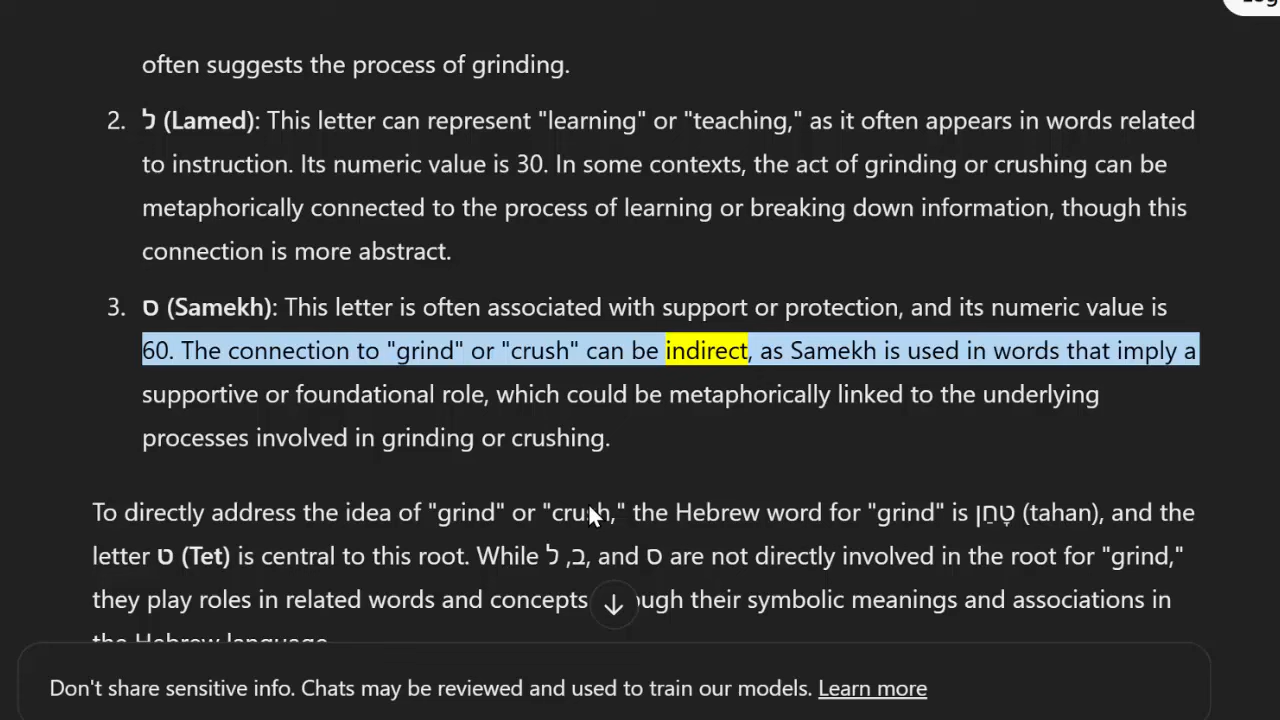 often suggests the process of grinding.
2. ל (Lamed): This letter can represent "learning" or "teaching," as it often appears in words related
to instruction. Its numeric value is 30. In some contexts, the act of grinding or crushing can be
metaphorically connected to the process of learning or breaking down information, though this
connection is more abstract.
3. ס (Samekh): This letter is often associated with support or protection, and its numeric value is
60. The connection to "grind" or "crush" can be indirect, as Samekh is used in words that imply a
supportive or foundational role, which could be metaphorically linked to the underlying
processes involved in grinding or crushing.
To directly address the idea of "grind" or "crush," the Hebrew word for "grind" is טָחַן (tahan), and the
letter ט (Tet) is central to this root. While ב, ל, and ס are not directly involved in the root for "grind,"
they play roles in related words and concepts their symbolic meanings and associations in
the Hebrew language.
Don't share sensitive info. Chats may be reviewed and used to train our models. Learn more